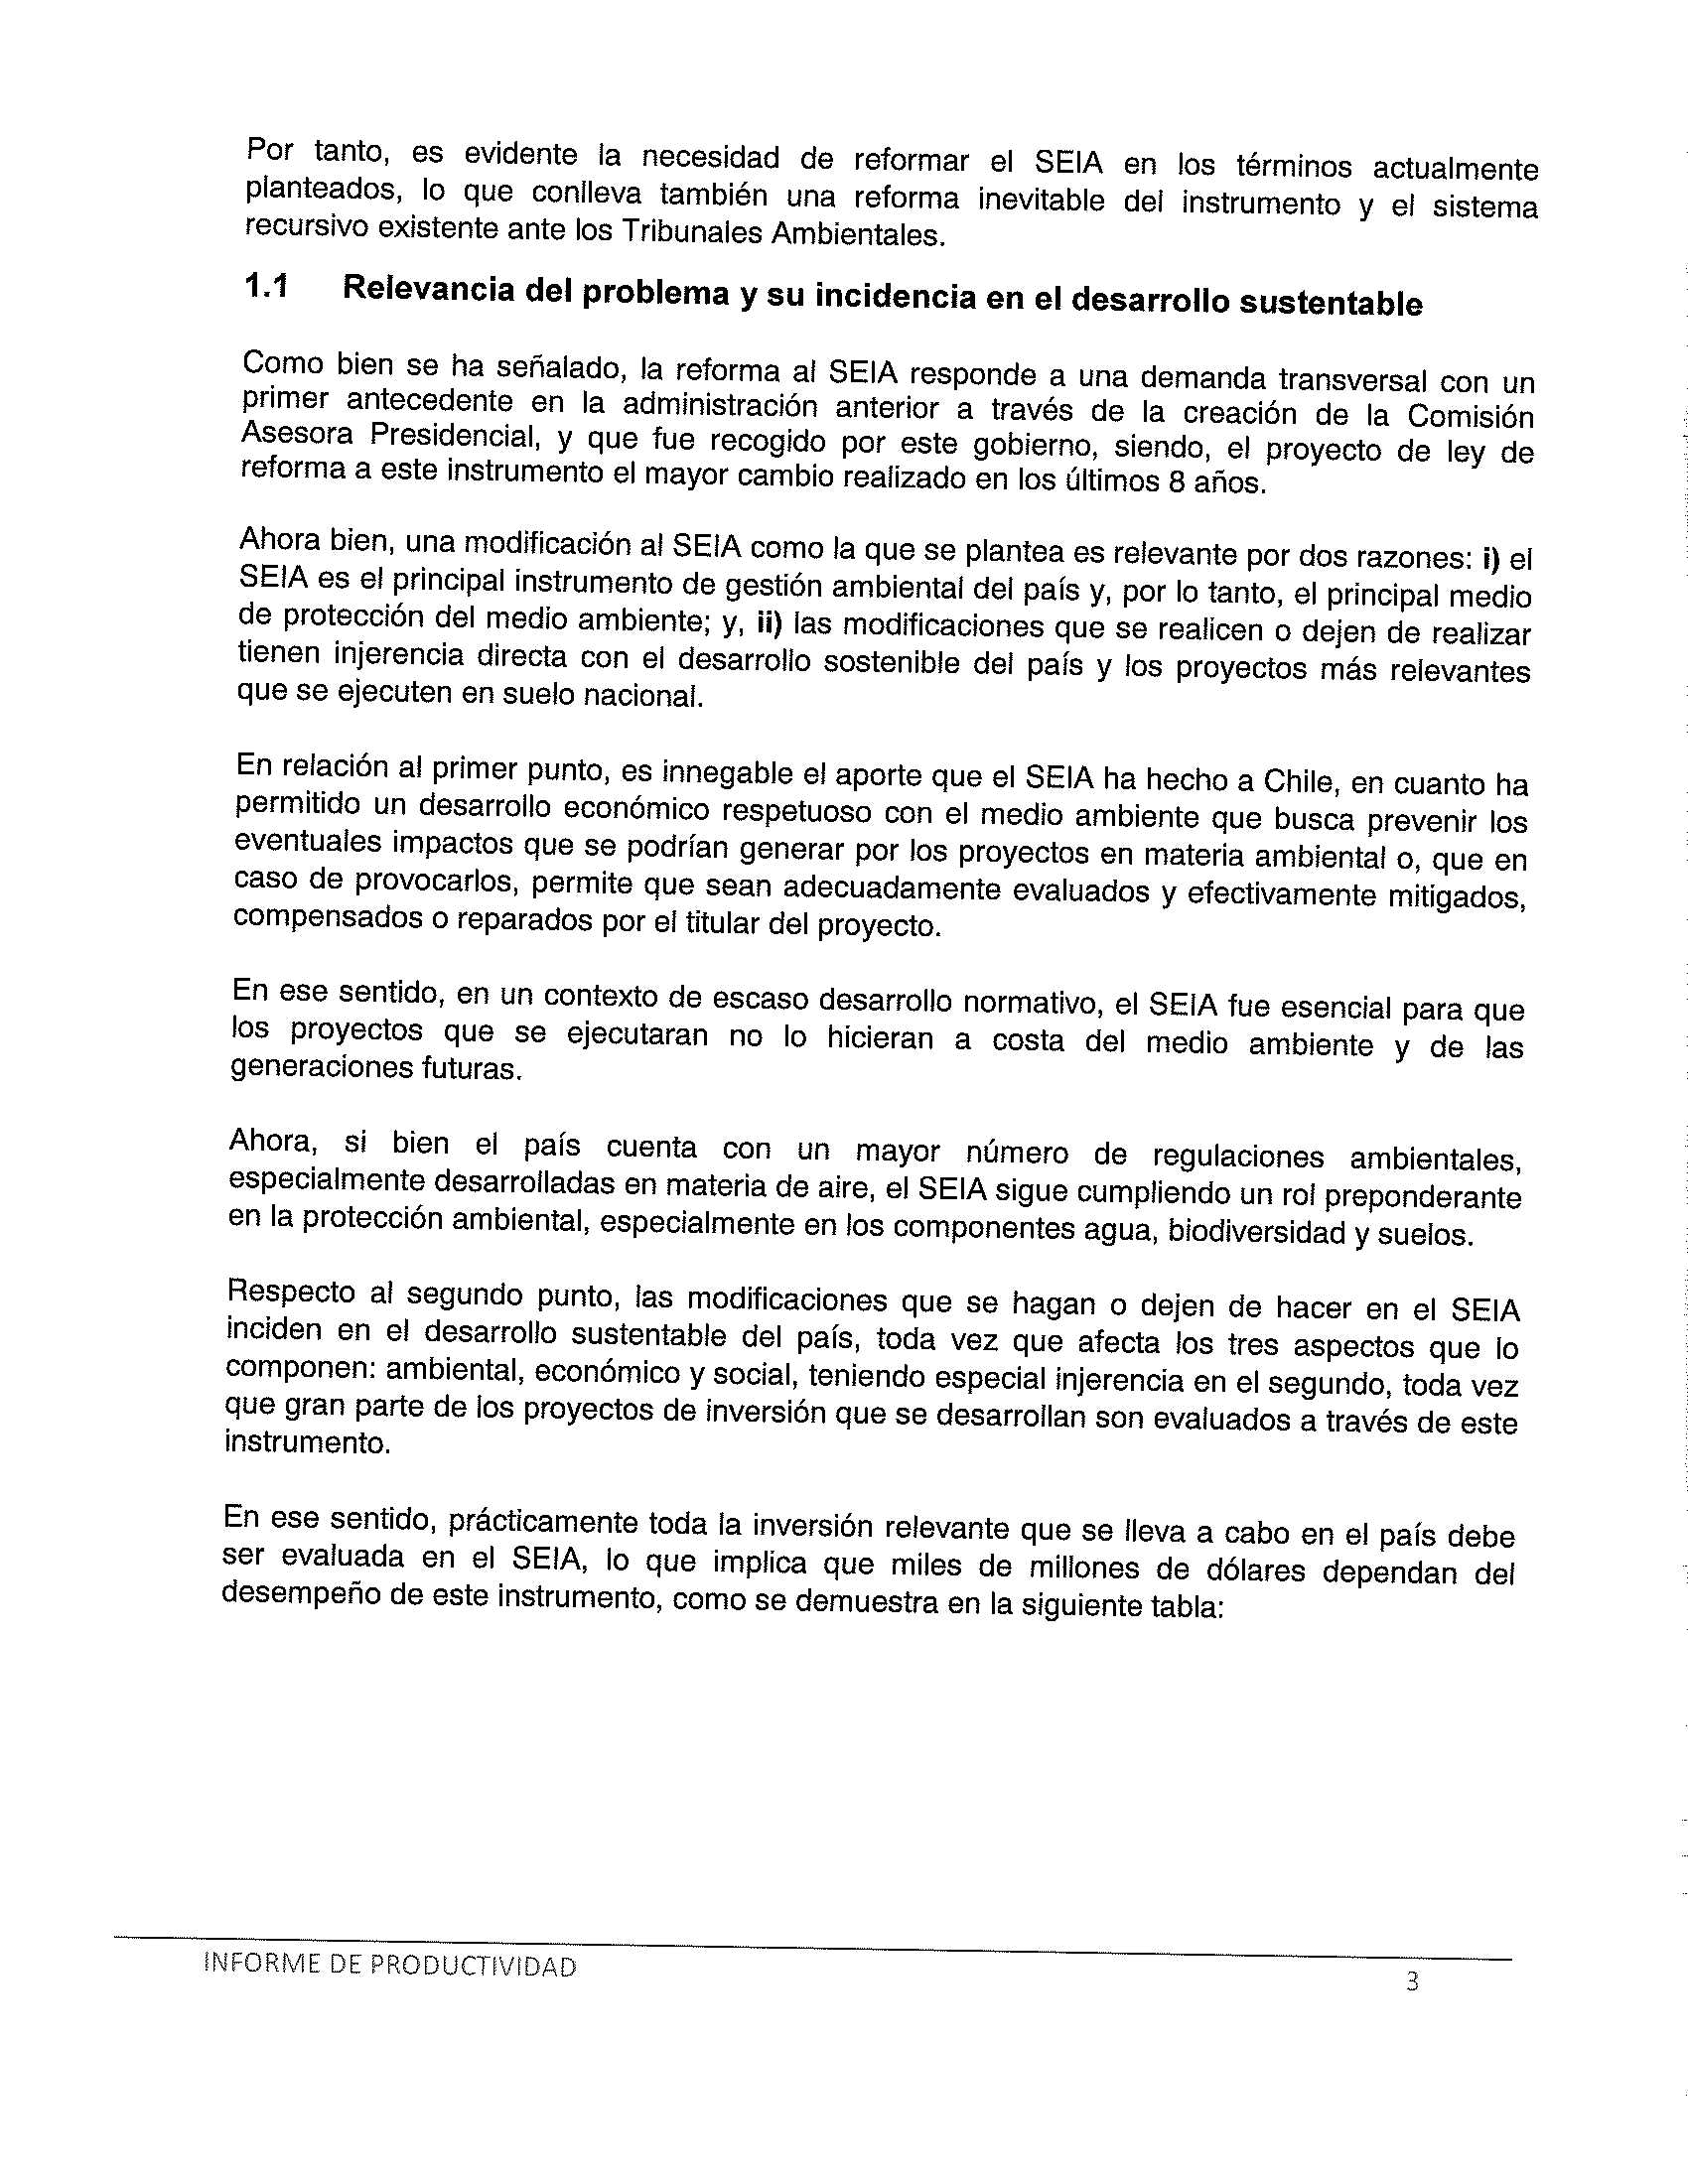 Por tanto, es evidente la necesidad de reformar el SEIA en los términos actualmente
planteados, lo que conlleva también una reforma inevitable del instrumento y el sistema
recursivo existente ante los Tribunales Ambientales.
1.1 Relevancia del problema y su incidencia en el desarrollo sustentable
Como bien se ha señalado, la reforma al SEIA responde a una demanda transversal con un
primer antecedente en la administración anterior a través de la creación de la Comisión
Asesora Presidencial, y que fue recogido por este gobierno, siendo, el proyecto de ley de
reforma a este instrumento el mayor cambio realizado en los últimos 8 años.
Ahora bien, una modificación al SEIA como la que se plantea es relevante por dos razones: i) el
SEIA es el principal instrumento de gestión ambiental del país y, por lo tanto, el principal medio
de protección del medio ambiente; y, ii) las modificaciones que se realicen o dejen de realizar
tienen injerencia directa con el desarrollo sostenible del país y los proyectos más relevantes
que se ejecuten en suelo nacional.
En relación al primer punto, es innegable el aporte que el SEIA ha hecho a Chile, en cuanto ha
permitido un desarrollo económico respetuoso con el medio ambiente que busca prevenir los
eventuales impactos que se podrían generar por los proyectos en materia ambiental o, que en
caso de provocarlos, permite que sean adecuadamente evaluados y efectivamente mitigados,
compensados o reparados por el titular del proyecto.
En ese sentido, en un contexto de escaso desarrollo normativo, el SEIA fue esencial para que
los proyectos que se ejecutaran no lo hicieran a costa del medio ambiente y de las
generaciones futuras.
Ahora, si bien el país cuenta con un mayor número de regulaciones ambientales,
especialmente desarrolladas en materia de aire, el SEIA sigue cumpliendo un rol preponderante
en la protección ambiental, especialmente en los componentes agua, biodiversidad y suelos.
Respecto al segundo punto, las modificaciones que se hagan o dejen de hacer en el SEIA
inciden en el desarrollo sustentable del país, toda vez que afecta los tres aspectos que lo
componen: ambiental, económico y social, teniendo especial injerencia en el segundo, toda vez
que gran parte de los proyectos de inversión que se desarrollan son evaluados a través de este
instrumento.
En ese sentido, prácticamente toda la inversión relevante que se lleva a cabo en el país debe
ser evaluada en el SEIA, lo que implica que miles de millones de dólares dependan del
desempeño de este instrumento, como se demuestra en la siguiente tabla:
INFORME DE PRODUCTIVIDAD
3